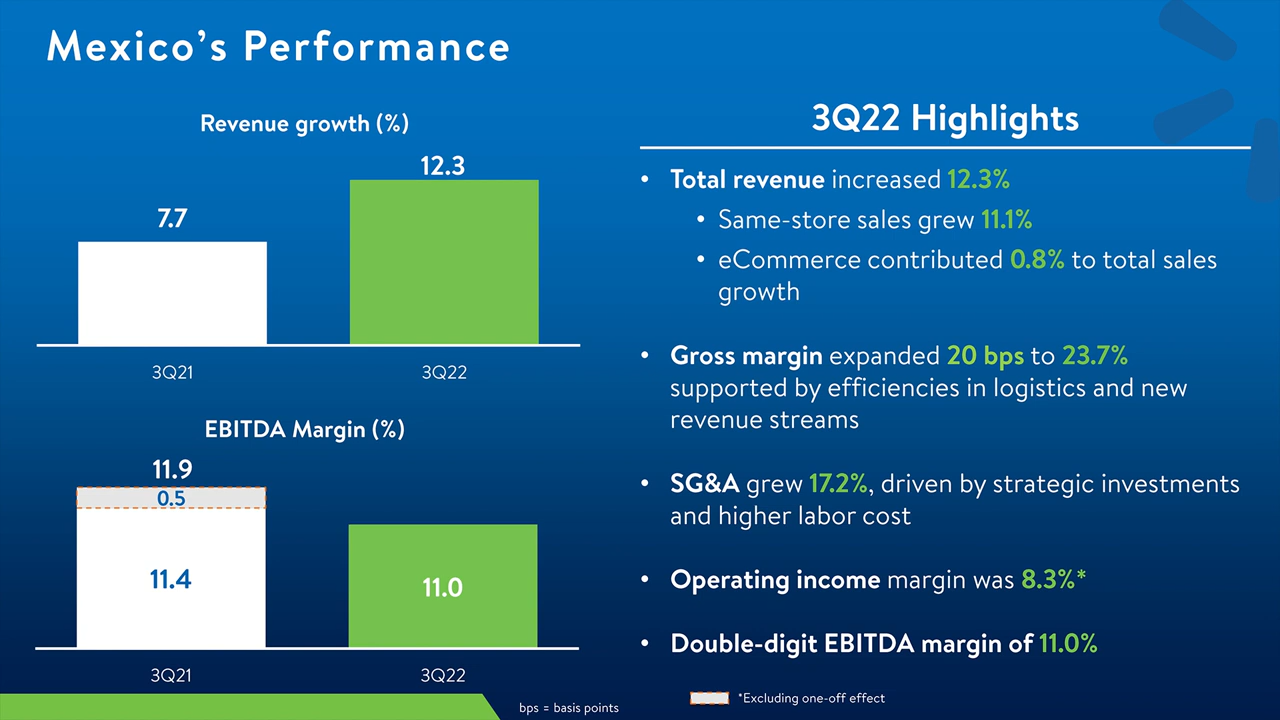 Mexico's Performance
Revenue growth (%)
12.3
7.7
3Q21
3Q22
EBITDA Margin (%)
11.9
0.5
11.4
11.0
3Q21
3Q22
3Q22 Highlights
• Total revenue increased 12.3%
• Same-store sales grew 11.1%
• eCommerce contributed 0.8% to total sales
growth
• Gross margin expanded 20 bps to 23.7%
supported by efficiencies in logistics and new
revenue streams
• SG&A grew 17.2%, driven by strategic investments
and higher labor cost
• Operating income margin was 8.3%*
• Double-digit EBITDA margin of 11.0%
bps = basis points
*Excluding one-off effect